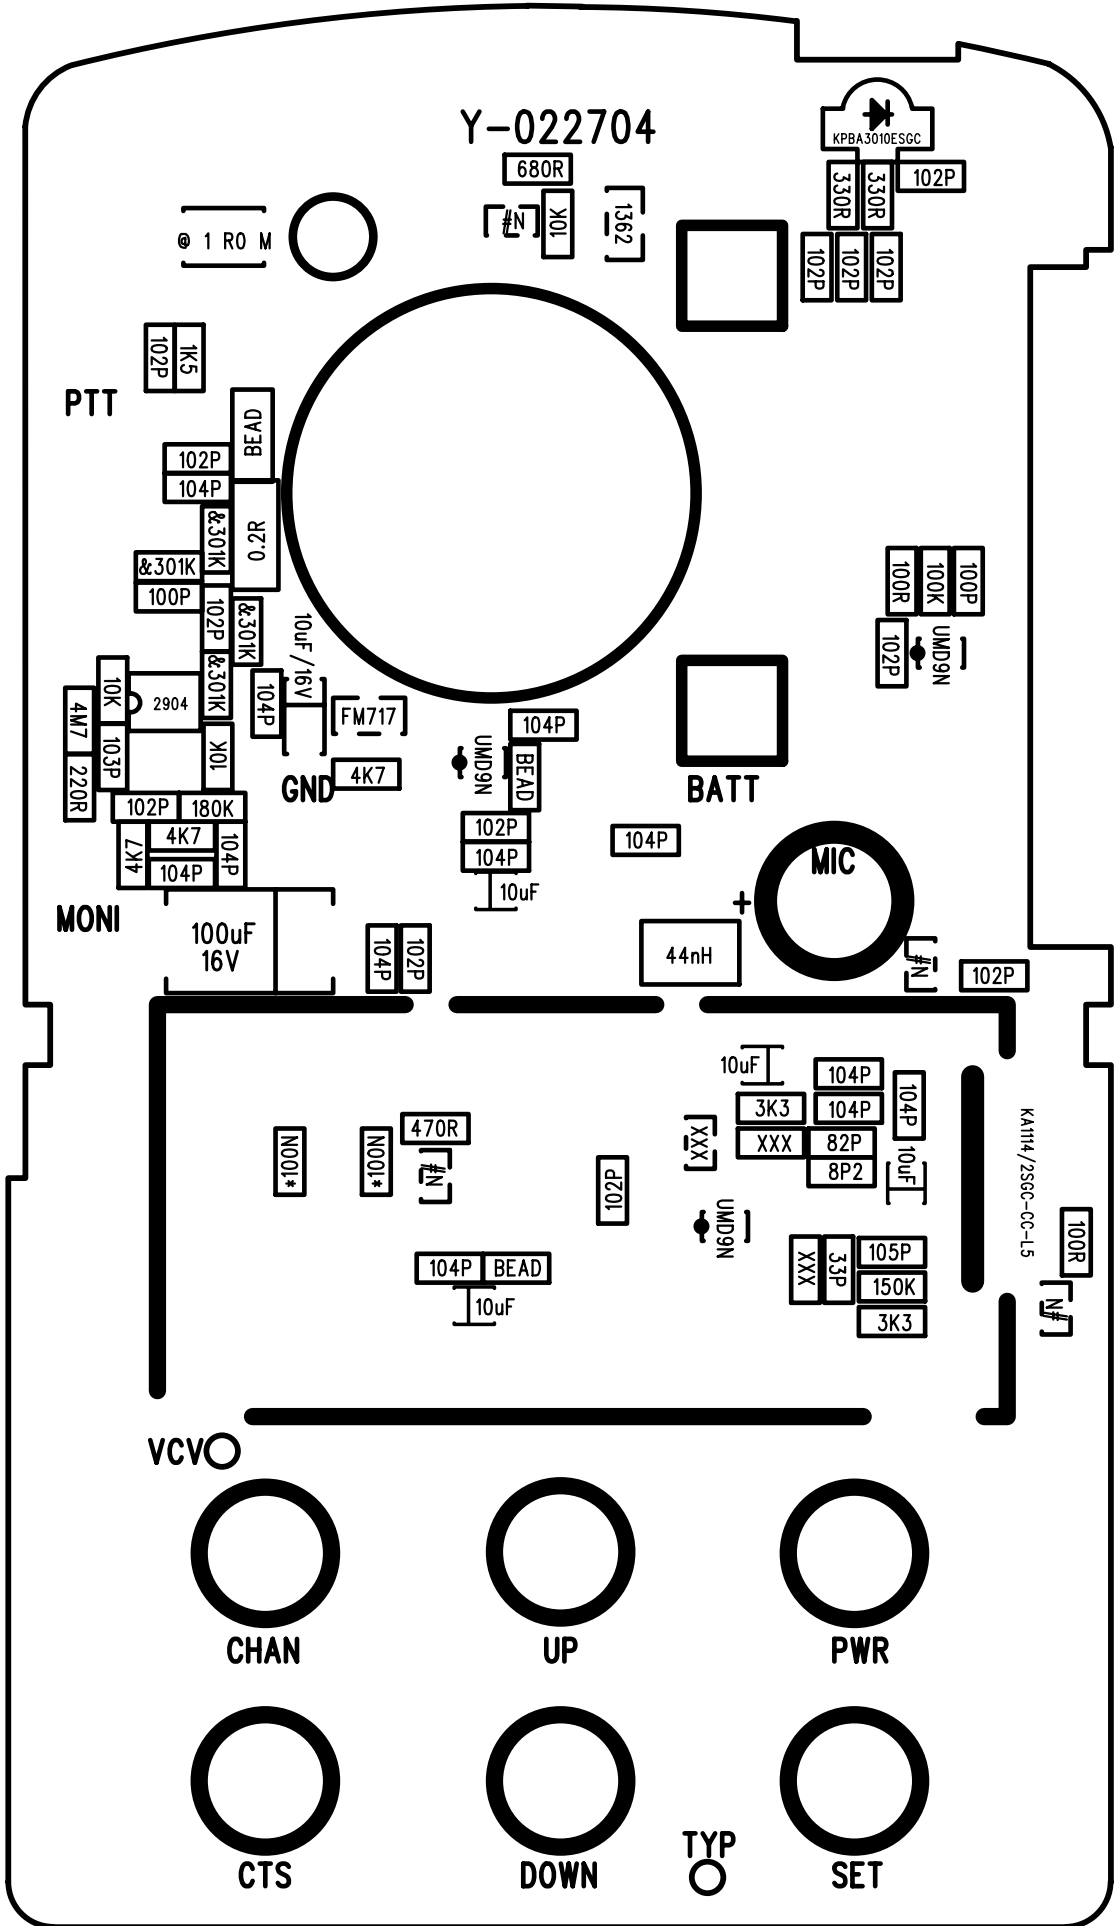 Y-022704
KPBA3010ESGC
680R
102P
330R
330R
#N
10K
1362
@ 1 R0 M
102P
102P
102P
102P
1K5
PTT
BEAD
102P
104P
&301K
0.2R
&301K
100P
102P
&301K
10uF/16V
100R
100K
100P
102P
UMD9N
10K
2904
&301K
104P
4M7
FM717
104P
103P
10K
UMD9N
BEAD
220R
GND
4K7
BATT
102P
180K
102P
4K7
4K7
104P
104P
104P
104P
MIC
10uF
+
MONI
100uF
16V
104P
102P
44nH
#N
102P
10uF
104P
3K3
104P
104P
470R
XXX
XXX
82P
KA1114/2SGC-CC-L5
*100N
*100N
#N
102P
8P2
10uF
UMD9N
100R
104P
BEAD
XXX
33P
105P
150K
10uF
3K3
N#
VCV
CHAN
UP
PWR
TYP
CTS
DOWN
SET